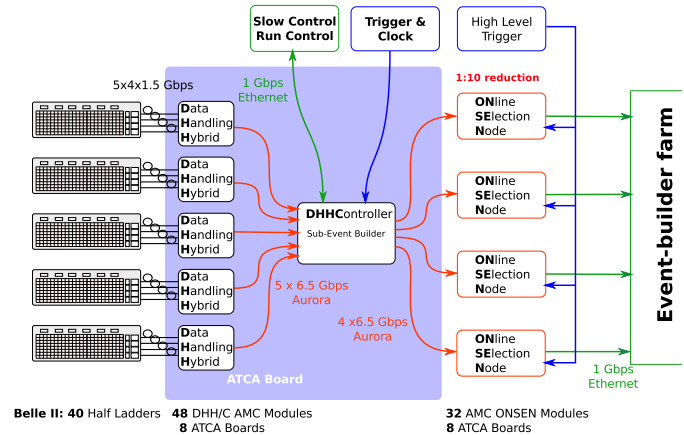 Slow Control
Run Control
Trigger &
Clock
High Level
Trigger
5x4x1.5 Gbps
1 Gbps
Ethernet
1:10 reduction
Data
Handling
Hybrid
Data
Handling
Hybrid
Data
Handling
Hybrid
Data
Handling
Hybrid
Data
Handling
Hybrid
DHHController
Sub-Event Builder
5 x 6.5 Gbps
Aurora
4 x6.5 Gbps
Aurora
ATCA Board
ONline
SElection
Node
ONline
SElection
Node
ONline
SElection
Node
ONline
SElection
Node
Event-builder farm
1 Gbps
Ethernet
Belle II: 40 Half Ladders
48 DHH/C AMC Modules
8 ATCA Boards
32 AMC ONSEN Modules
8 ATCA Boards